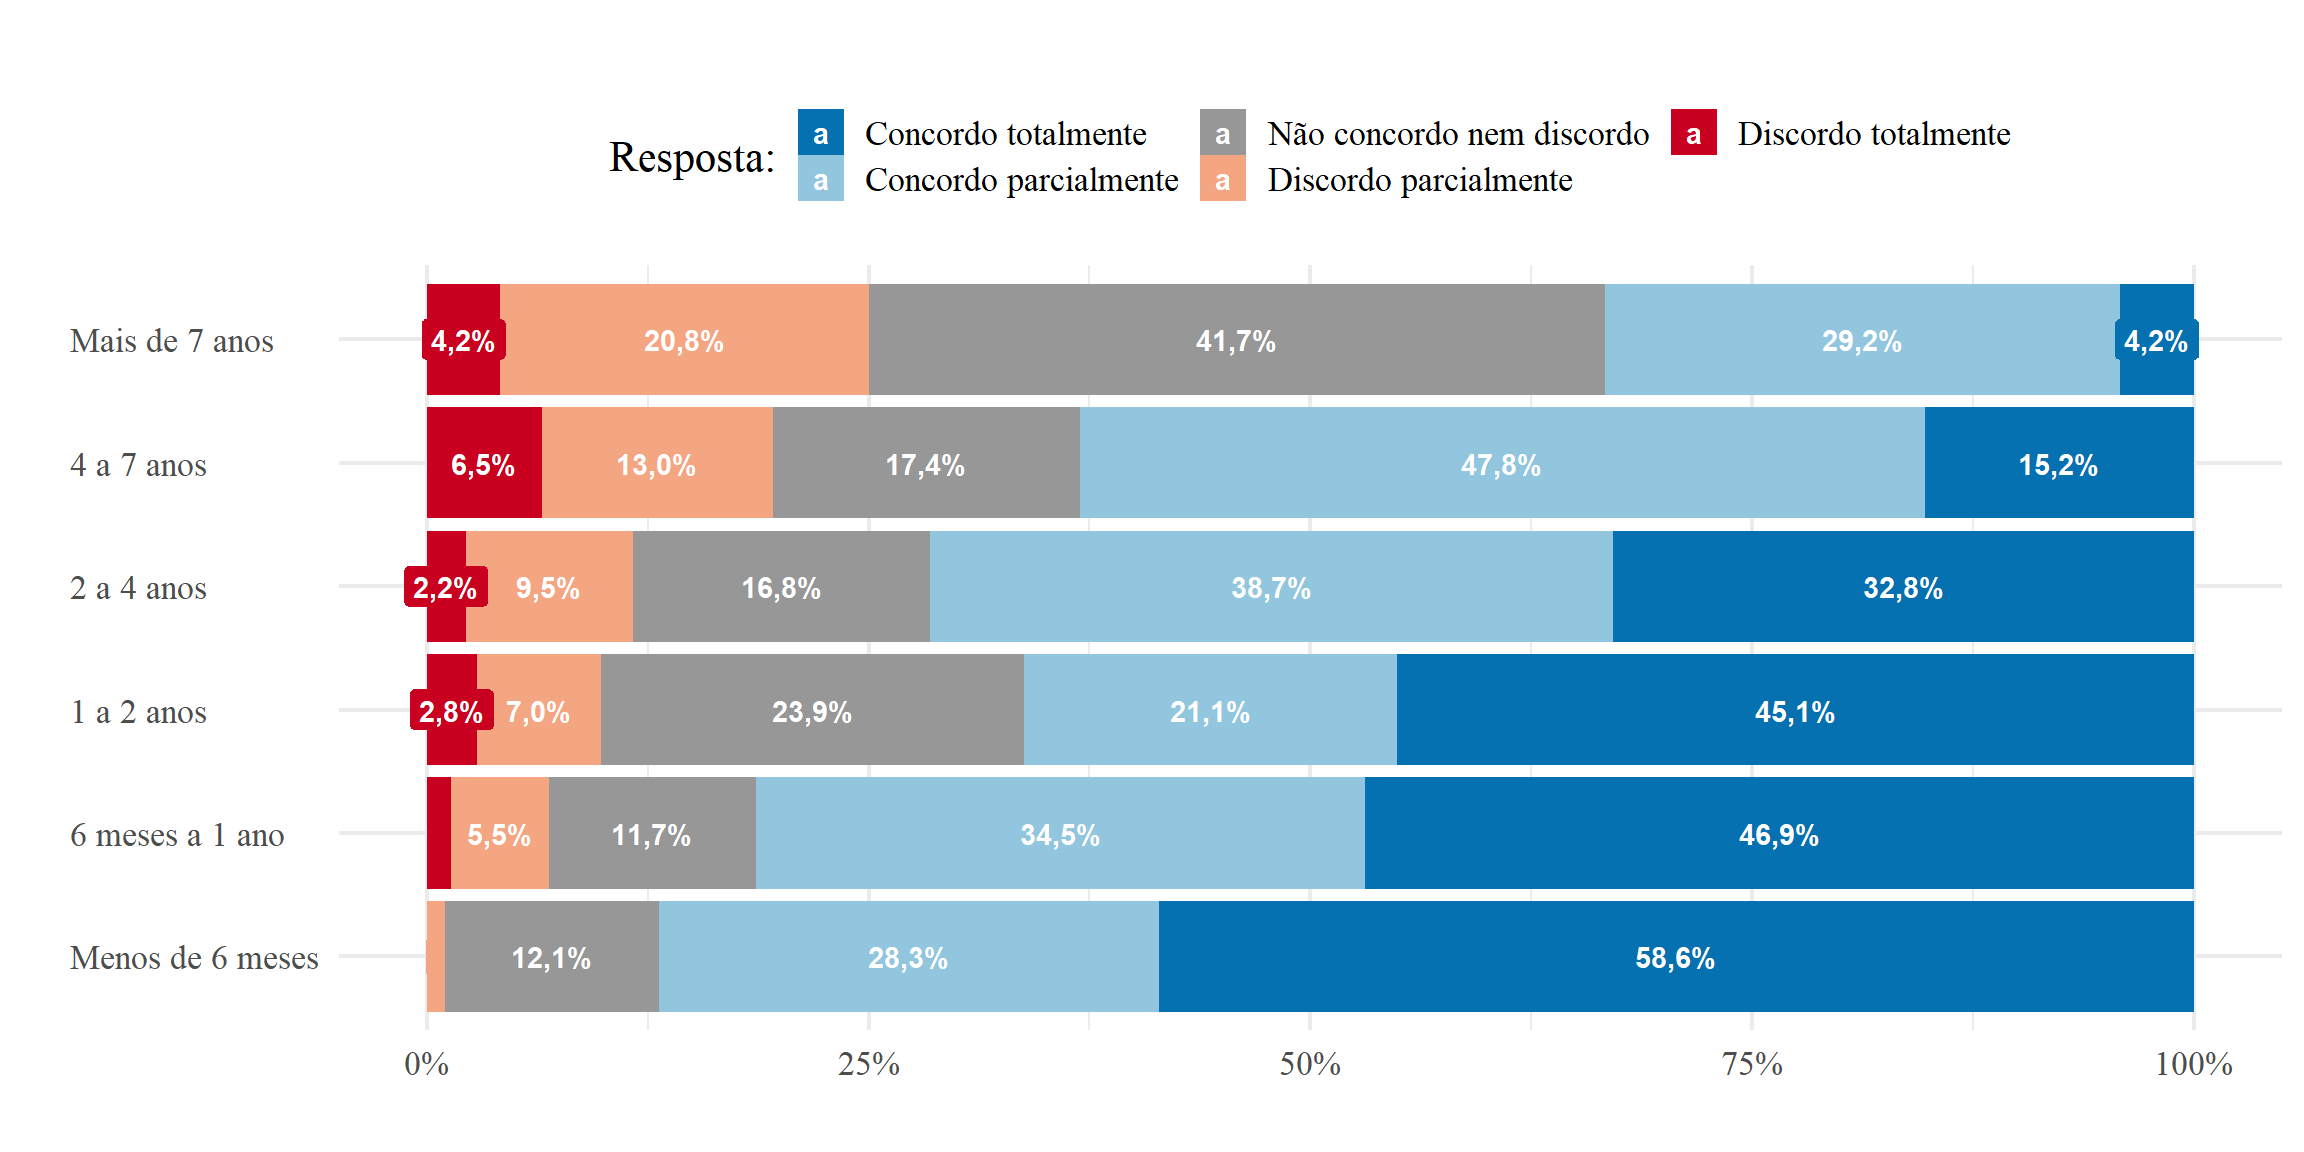 Resposta:
a Concordo totalmente a Não concordo nem discordo a Discordo totalmente
a Concordo parcialmente a Discordo parcialmente
Mais de 7 anos 4,2% 20,8% 41,7% 29,2% 4,2%
4 a 7 anos 6,5% 13,0% 17,4% 47,8% 15,2%
2 a 4 anos 2,2% 9,5% 16,8% 38,7% 32,8%
1 a 2 anos 2,8% 7,0% 23,9% 21,1% 45,1%
6 meses a 1 ano 5,5% 11,7% 34,5% 46,9%
Menos de 6 meses 12,1% 28,3% 58,6%
0% 25% 50% 75% 100%